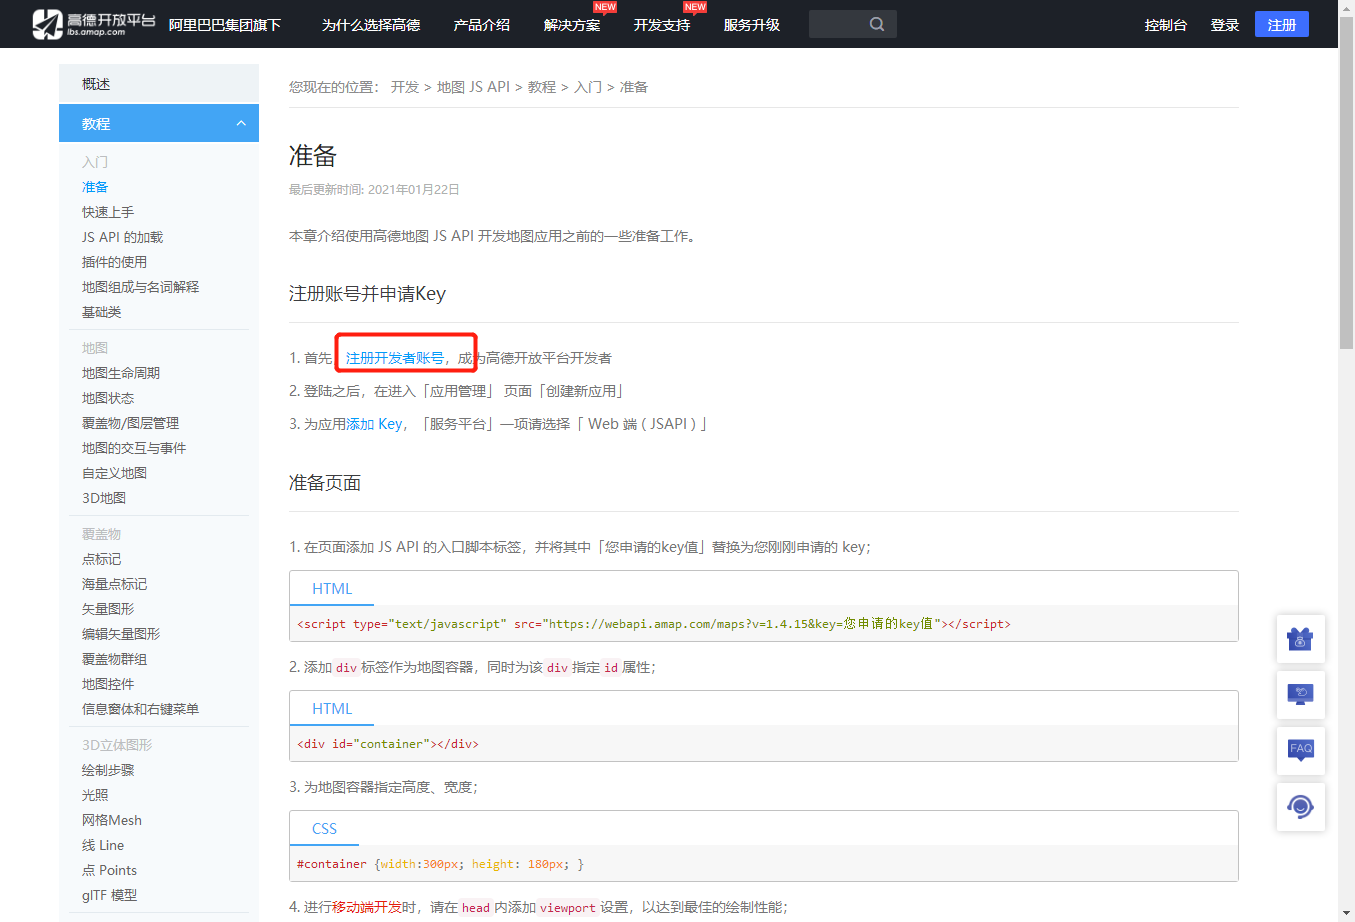 高德开放平台
lbs.amap.com
阿里巴巴集团旗下
为什么选择高德
产品介绍
解决方案
NEW
开发支持
NEW
服务升级
控制台
登录
注册
概述
教程
入门
准备
快速上手
JS API 的加载
插件的使用
地图组成与名词解释
基础类
地图
地图生命周期
地图状态
覆盖物/图层管理
地图的交互与事件
自定义地图
3D地图
覆盖物
点标记
海量点标记
矢量图形
编辑矢量图形
覆盖物群组
地图控件
信息窗体和右键菜单
3D立体图形
绘制步骤
光照
网格Mesh
线 Line
点 Points
glTF 模型
您现在的位置： 开发 > 地图 JS API > 教程 > 入门 > 准备
准备
最后更新时间: 2021年01月22日
本章介绍使用高德地图 JS API 开发地图应用之前的一些准备工作。
注册账号并申请Key
1. 首先，注册开发者账号，成为高德开放平台开发者
2. 登陆之后，在进入「应用管理」 页面「创建新应用」
3. 为应用添加 Key，「服务平台」一项请选择「 Web 端 ( JSAPI ) 」
准备页面
1. 在页面添加 JS API 的入口脚本标签，并将其中「您申请的key值」替换为您刚刚申请的 key；
HTML
<script type="text/javascript" src="https://webapi.amap.com/maps?v=1.4.15&key=您申请的key值"></script>
2. 添加 div 标签作为地图容器，同时为该 div 指定 id 属性；
HTML
<div id="container"></div>
3. 为地图容器指定高度、宽度；
CSS
#container {width:300px; height: 180px; }
4. 进行移动端开发时，请在 head 内添加 viewport 设置，以达到最佳的绘制性能；
FAQ